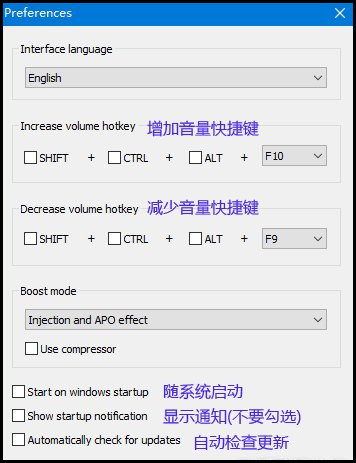 Preferences
Interface language
English
Increase volume hotkey 增加音量快捷键
SHIFT + CTRL + ALT + F10
Decrease volume hotkey 减少音量快捷键
SHIFT + CTRL + ALT + F9
Boost mode
Injection and APO effect
Use compressor
Start on windows startup 随系统启动
Show startup notification 显示通知(不要勾选)
Automatically check for updates 自动检查更新